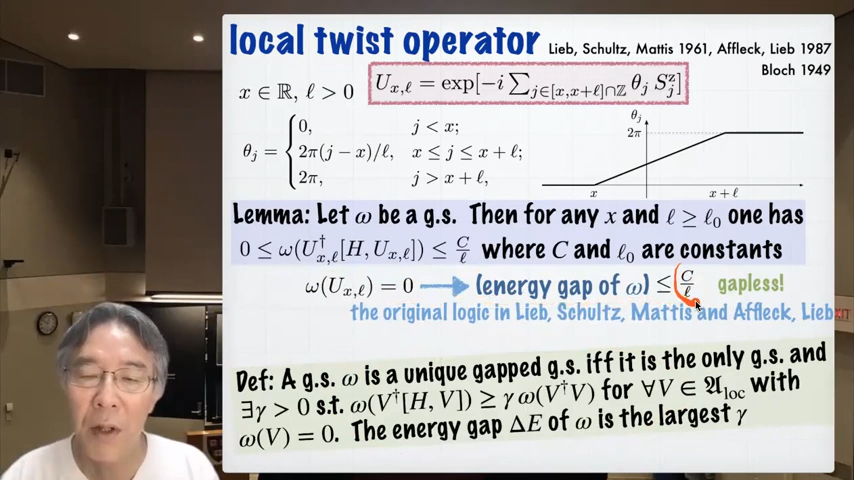 local twist operator Lieb, Schultz, Mattis 1961, Affleck, Lieb 1987
Bloch 1949
x ∈ ℝ, ℓ > 0 U_{x,ℓ} = exp[−i ∑_{j∈[x,x+ℓ]∩ℤ} θ_j S_j^z]
θ_j = { 0, j < x;
2π(j − x)/ℓ, x ≤ j ≤ x + ℓ;
2π, j > x + ℓ,
θ_j
2π
x x + ℓ
Lemma: Let ω be a g.s. Then for any x and ℓ ≥ ℓ_0 one has
0 ≤ ω(U_{x,ℓ}^†[H, U_{x,ℓ}]) ≤ C/ℓ where C and ℓ_0 are constants
ω(U_{x,ℓ}) = 0 → (energy gap of ω) ≤ C/ℓ gapless!
the original logic in Lieb, Schultz, Mattis and Affleck, Lieb
Def: A g.s. ω is a unique gapped g.s. iff it is the only g.s. and
∃γ > 0 s.t. ω(V^†[H, V]) ≥ γ ω(V^†V) for ∀V ∈ 𝔄_loc with
ω(V) = 0. The energy gap ΔE of ω is the largest γ